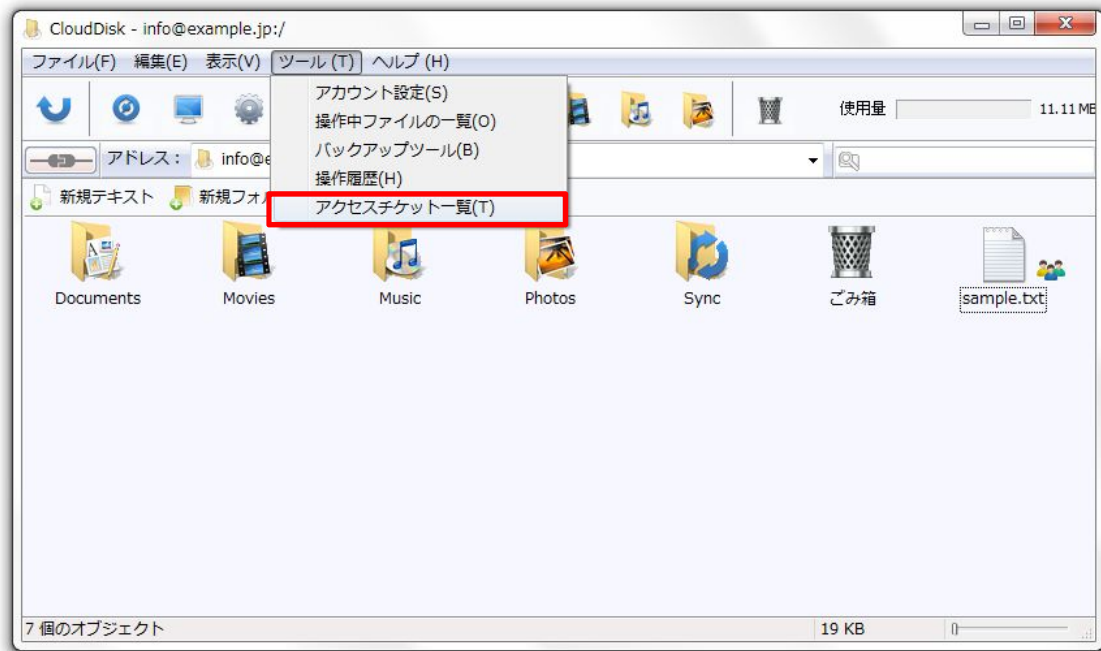 CloudDisk - info@example.jp:/
ファイル(F) 編集(E) 表示(V) ツール (T) ヘルプ (H)
アカウント設定(S)
操作中ファイルの一覧(O)
バックアップツール(B)
操作履歴(H)
アクセスチケット一覧(T)
使用量 11.11 MB
アドレス： info@e
新規テキスト 新規フォル
Documents Movies Music Photos Sync ごみ箱 sample.txt
7 個のオブジェクト 19 KB